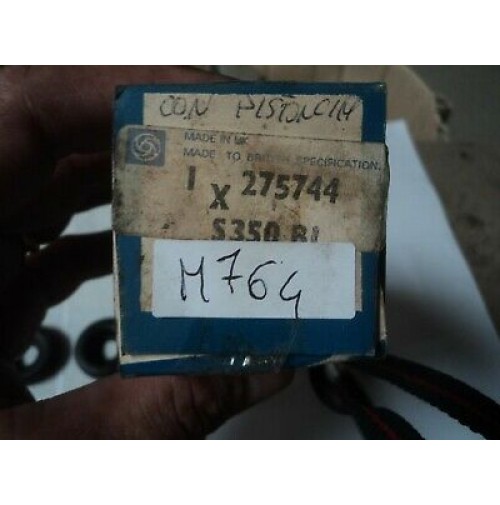 CON PISTONCIN
MADE IN UK
MADE TO BRITISH SPECIFICATION.
1 X 275744
S350 BL
M764